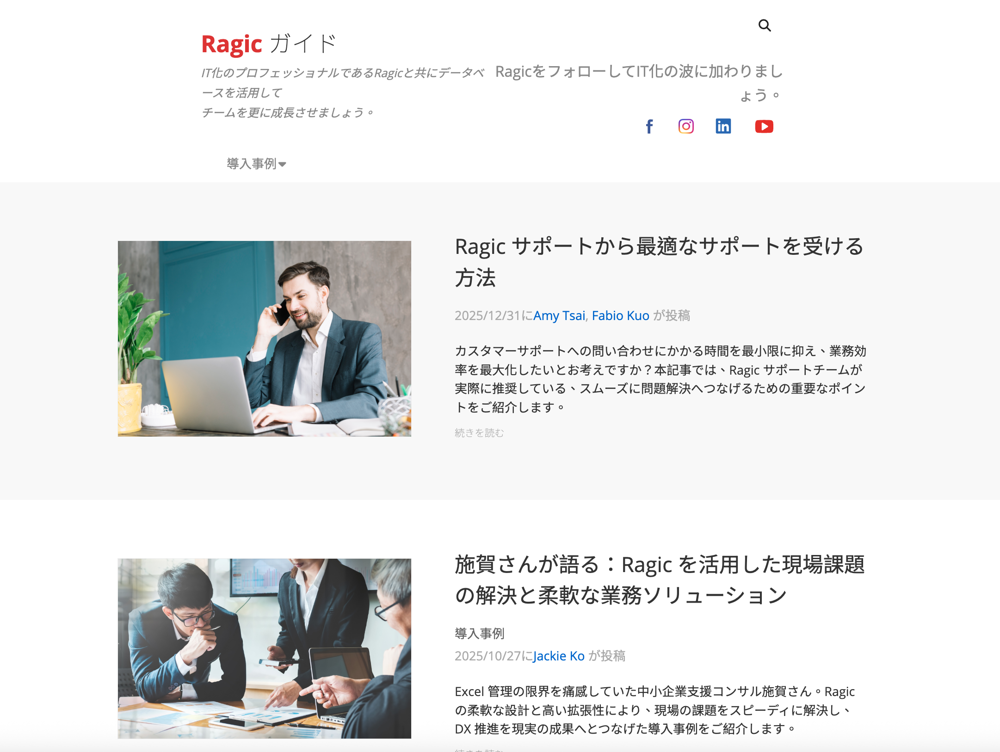 Ragic ガイド
IT化のプロフェッショナルであるRagicと共にデータベ
ースを活用して
チームを更に成長させましょう。
RagicをフォローしてIT化の波に加わりまし
ょう。
導入事例
Ragic サポートから最適なサポートを受ける
方法
2025/12/31にAmy Tsai, Fabio Kuo が投稿
カスタマーサポートへの問い合わせにかかる時間を最小限に抑え、業務効
率を最大化したいとお考えですか？本記事では、Ragic サポートチームが
実際に推奨している、スムーズに問題解決へつなげるための重要なポイン
トをご紹介します。
続きを読む
施賀さんが語る：Ragic を活用した現場課題
の解決と柔軟な業務ソリューション
導入事例
2025/10/27にJackie Ko が投稿
Excel 管理の限界を痛感していた中小企業支援コンサル施賀さん。Ragic
の柔軟な設計と高い拡張性により、現場の課題をスピーディに解決し、
DX 推進を現実の成果へとつなげた導入事例をご紹介します。